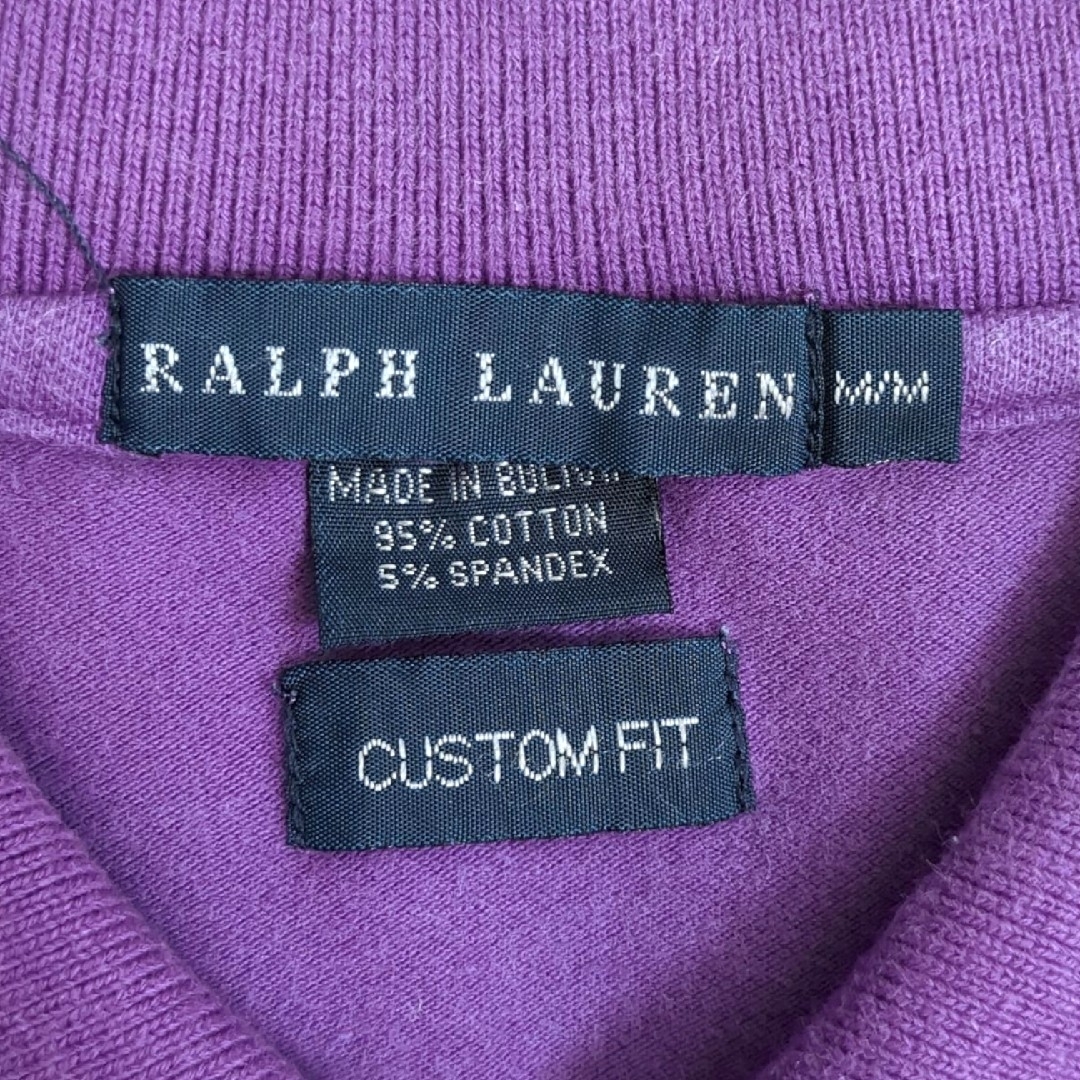 RALPH LAUREN M/M
MADE IN
95% COTTON
5% SPANDEX
CUSTOM FIT